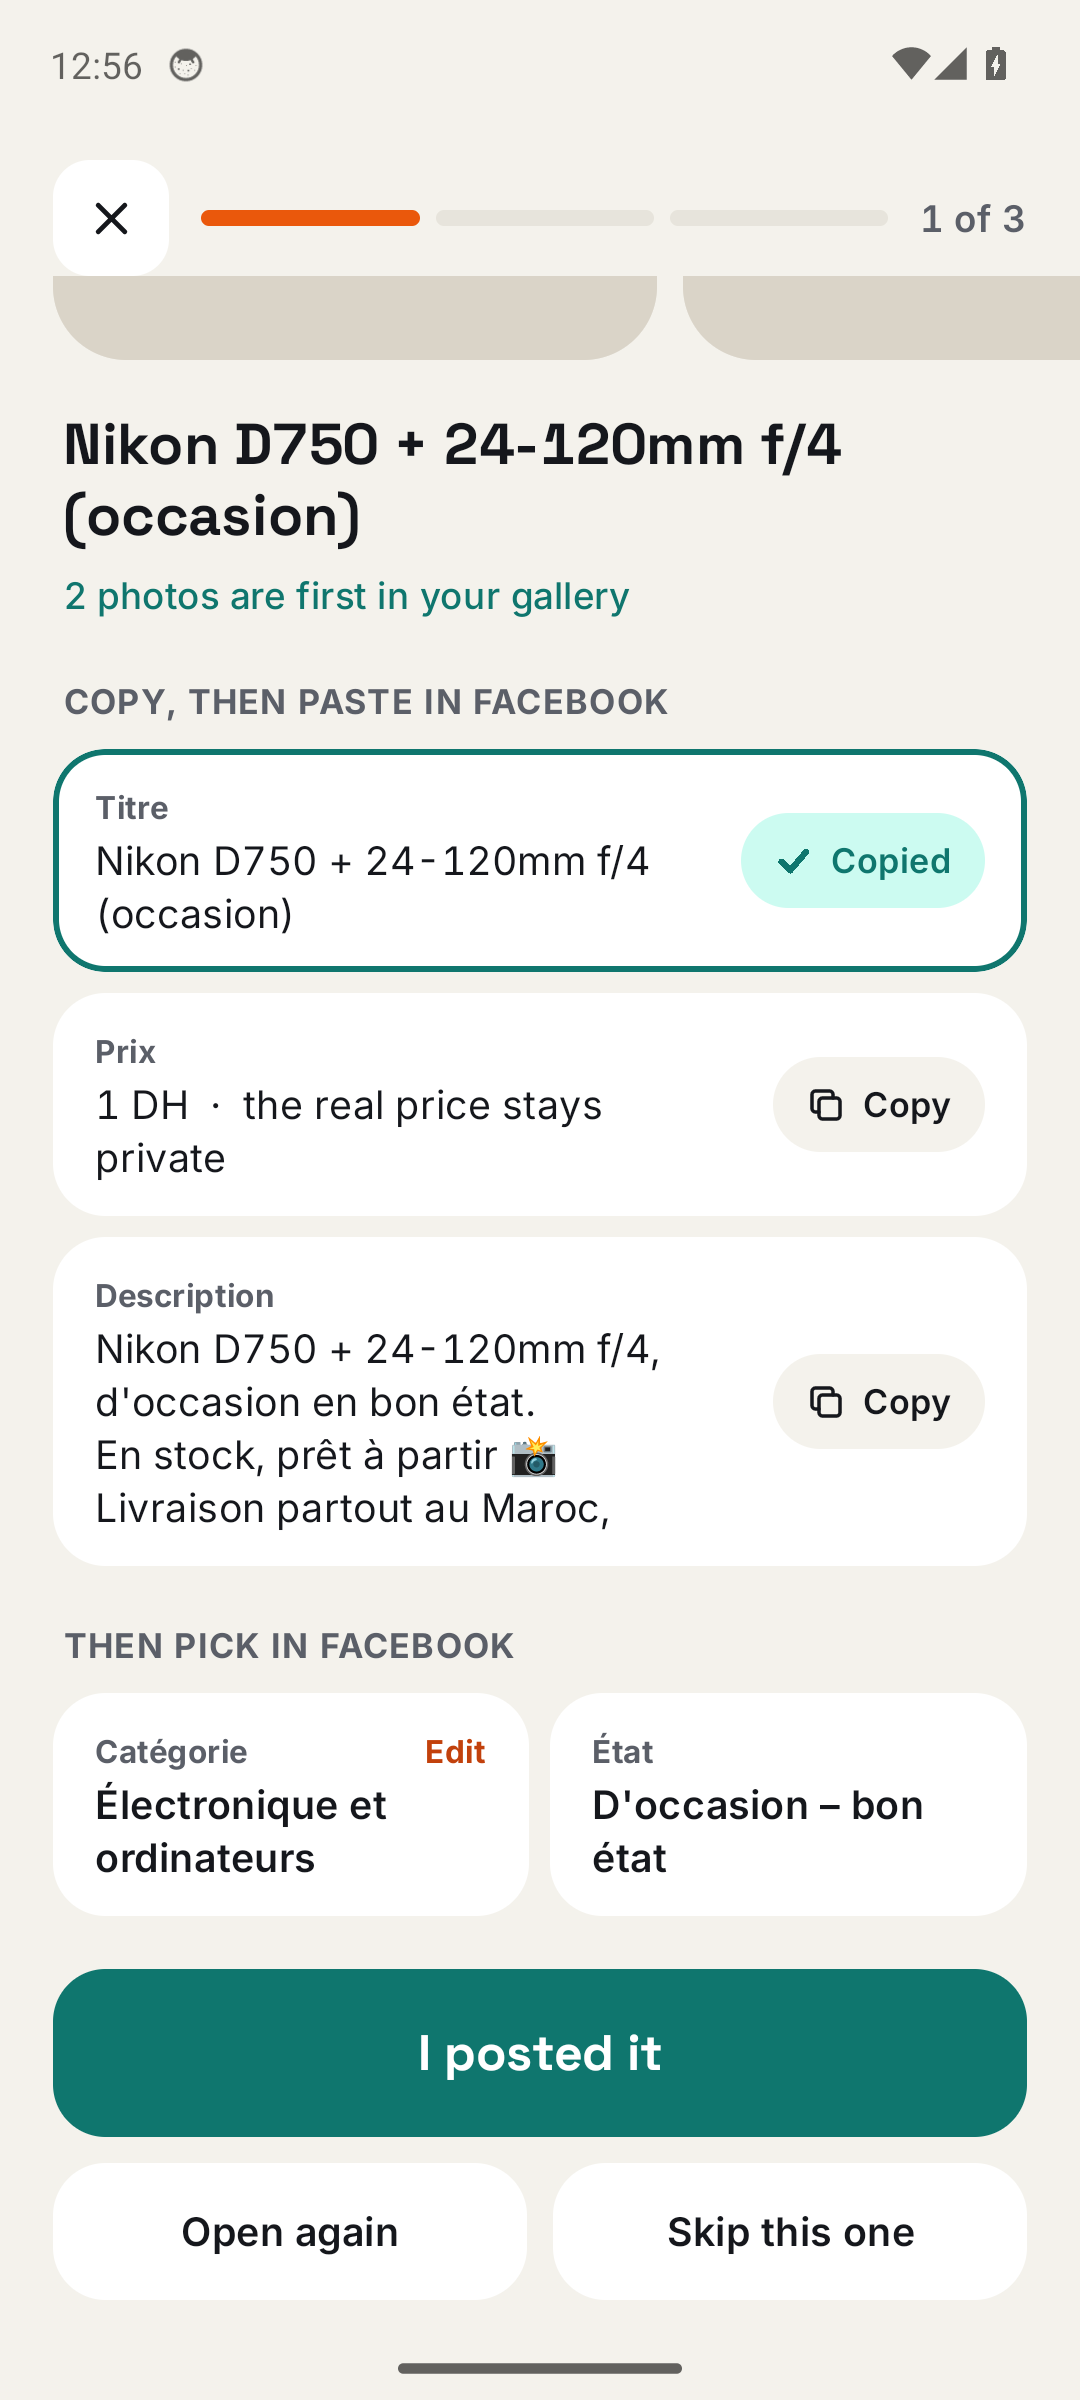 12:56
1 of 3
Nikon D750 + 24-120mm f/4
(occasion)
2 photos are first in your gallery
COPY, THEN PASTE IN FACEBOOK
Titre
Nikon D750 + 24-120mm f/4
(occasion)
Copied
Prix
1 DH · the real price stays
private
Copy
Description
Nikon D750 + 24-120mm f/4,
d'occasion en bon état.
En stock, prêt à partir 📸
Livraison partout au Maroc,
Copy
THEN PICK IN FACEBOOK
Catégorie
Edit
Électronique et
ordinateurs
État
D'occasion – bon
état
I posted it
Open again
Skip this one